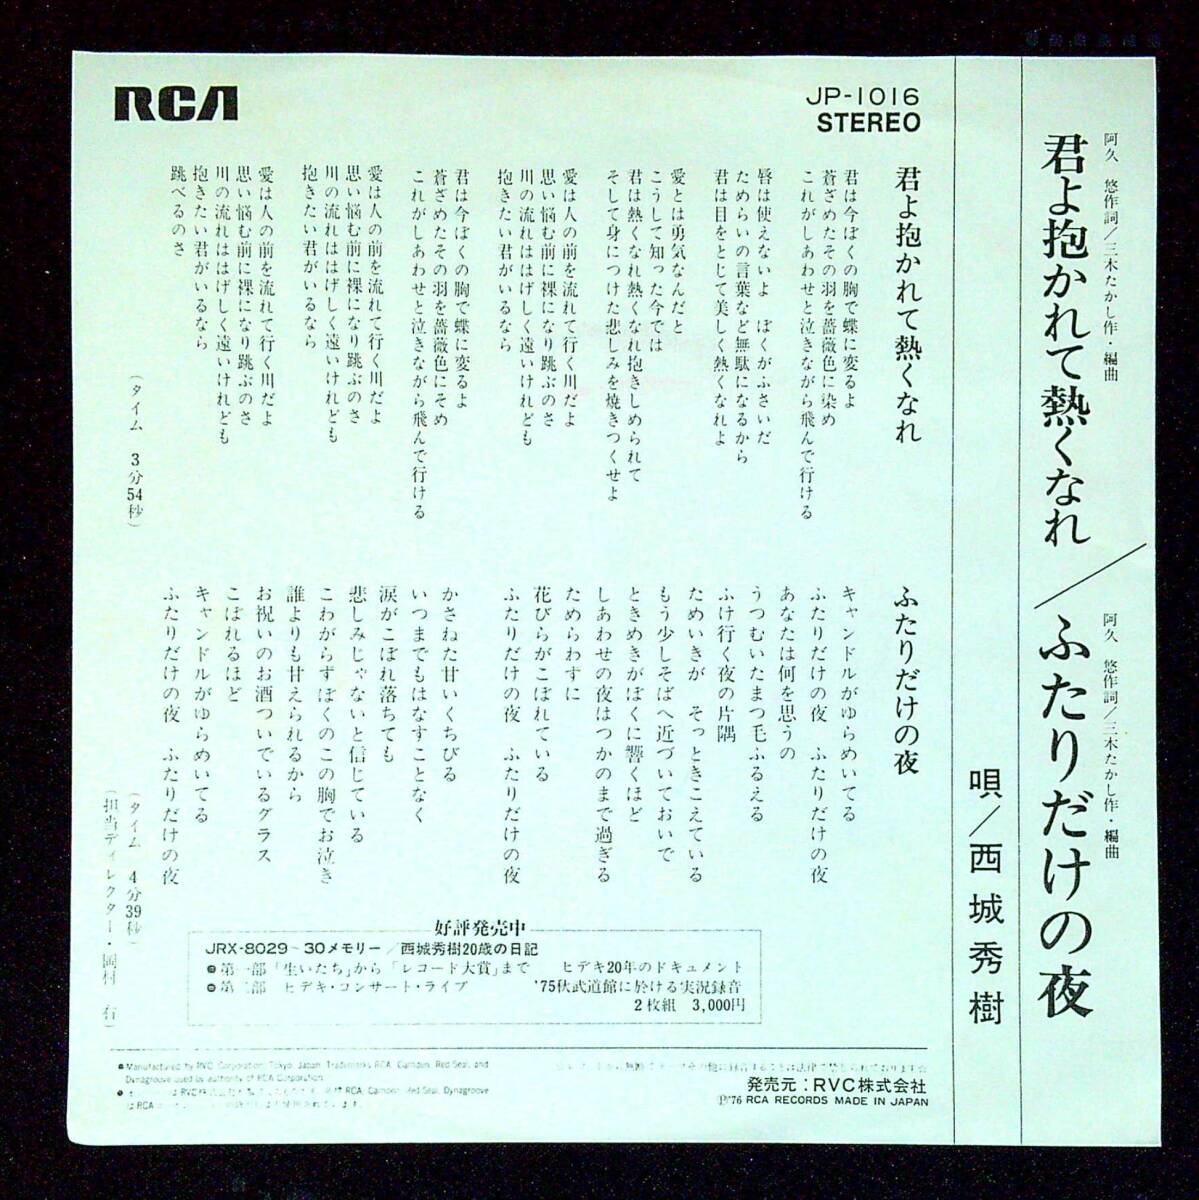 RCA
JP-1016
STEREO
阿久 悠作詞／三木たかし作・編曲
君よ抱かれて熱くなれ／ふたりだけの夜
阿久 悠作詞／三木たかし作・編曲
唄／西城秀樹
君よ抱かれて熱くなれ
君は今ぼくの胸で蝶に変るよ
蒼ざめたその羽を薔薇色に染め
これがしあわせと泣きながら飛んで行ける
唇は使えないよ ぼくがふさいだ
ためらいの言葉など無駄になるから
君は目をとじて美しく熱くなれよ
愛とは勇気なんだと
こうして知った今では
君は熱くなれ熱くなれ抱きしめられて
そして身につけた悲しみを焼きつくせよ
愛は人の前を流れて行く川だよ
思い悩む前に裸になり跳ぶのさ
川の流れははげしく遠いけれども
抱きたい君がいるなら
君は今ぼくの胸で蝶に変るよ
蒼ざめたその羽を薔薇色にそめ
これがしあわせと泣きながら飛んで行ける
愛は人の前を流れて行く川だよ
思い悩む前に裸になり跳ぶのさ
川の流れははげしく遠いけれども
抱きたい君がいるなら
愛は人の前を流れて行く川だよ
思い悩む前に裸になり跳ぶのさ
川の流れははげしく遠いけれども
抱きたい君がいるなら
跳べるのさ
（タイム 3分54秒）
ふたりだけの夜
キャンドルがゆらめいてる
ふたりだけの夜 ふたりだけの夜
あなたは何を思うの
うつむいたまつ毛ふるえる
ふけ行く夜の片隅
ためいきが そっときこえている
もう少しそばへ近づいておいで
ときめきがぼくに響くほど
しあわせの夜はつかのまで過ぎる
ためらわずに
花びらがこぼれている
ふたりだけの夜 ふたりだけの夜
かさねた甘いくちびる
いつまでもはなすことなく
涙がこぼれ落ちても
悲しみじゃないと信じている
こわがらずぼくのこの胸でお泣き
誰よりも甘えられるから
お祝いのお酒ついでいるグラス
こぼれるほど
キャンドルがゆらめいてる
ふたりだけの夜 ふたりだけの夜
（タイム 4分39秒）
（担当ディレクター・岡村 右）
好評発売中
JRX-8029〜30メモリー／西城秀樹20歳の日記
第一部「生いたち」から「レコード大賞」まで ヒデキ20年のドキュメント
第二部 ヒデキ・コンサート・ライブ '75秋武道館に於ける実況録音
2枚組 3,000円
● Manufactured by RVC Corporation, Tokyo, Japan. Trademarks RCA, Camden, Red Seal, and
Dynagroove used by authority of RCA Corporation.
発売元：RVC株式会社
Ⓟ'76 RCA RECORDS MADE IN JAPAN